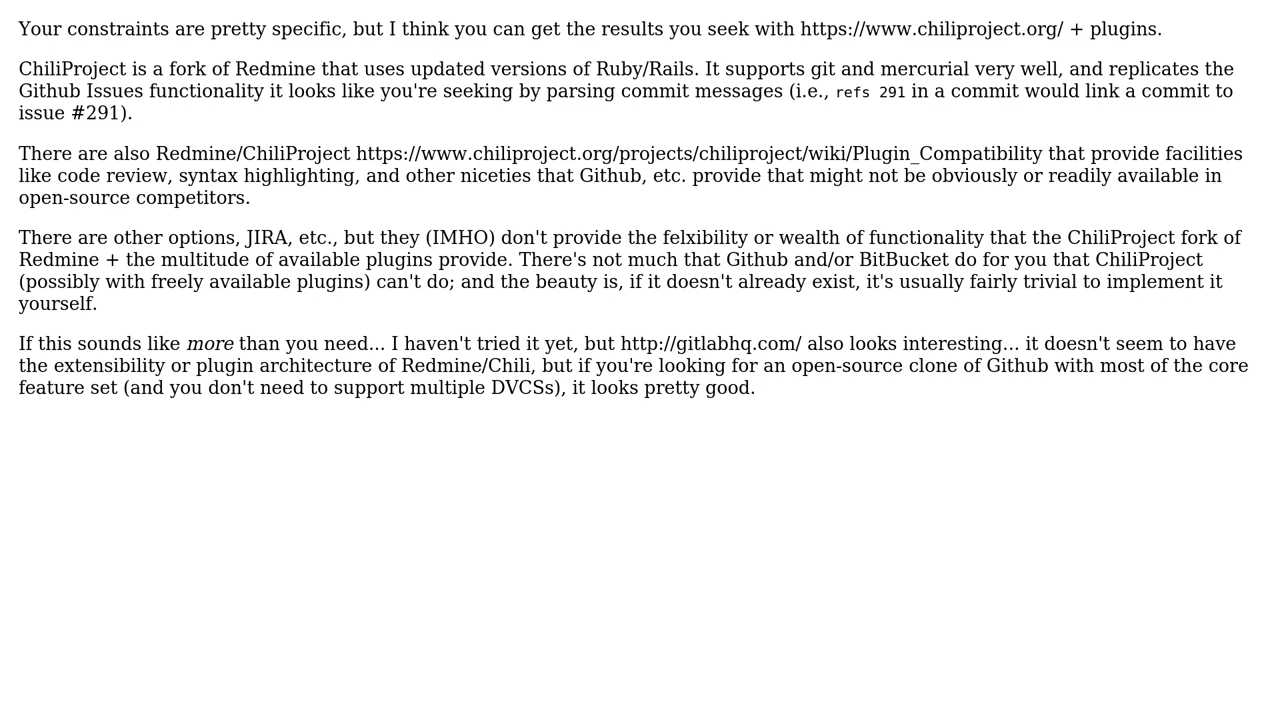 Your constraints are pretty specific, but I think you can get the results you seek with https://www.chiliproject.org/ + plugins.
ChiliProject is a fork of Redmine that uses updated versions of Ruby/Rails. It supports git and mercurial very well, and replicates the
Github Issues functionality it looks like you're seeking by parsing commit messages (i.e., refs 291 in a commit would link a commit to
issue #291).
There are also Redmine/ChiliProject https://www.chiliproject.org/projects/chiliproject/wiki/Plugin_Compatibility that provide facilities
like code review, syntax highlighting, and other niceties that Github, etc. provide that might not be obviously or readily available in
open-source competitors.
There are other options, JIRA, etc., but they (IMHO) don't provide the felxibility or wealth of functionality that the ChiliProject fork of
Redmine + the multitude of available plugins provide. There's not much that Github and/or BitBucket do for you that ChiliProject
(possibly with freely available plugins) can't do; and the beauty is, if it doesn't already exist, it's usually fairly trivial to implement it
yourself.
If this sounds like more than you need... I haven't tried it yet, but http://gitlabhq.com/ also looks interesting... it doesn't seem to have
the extensibility or plugin architecture of Redmine/Chili, but if you're looking for an open-source clone of Github with most of the core
feature set (and you don't need to support multiple DVCSs), it looks pretty good.